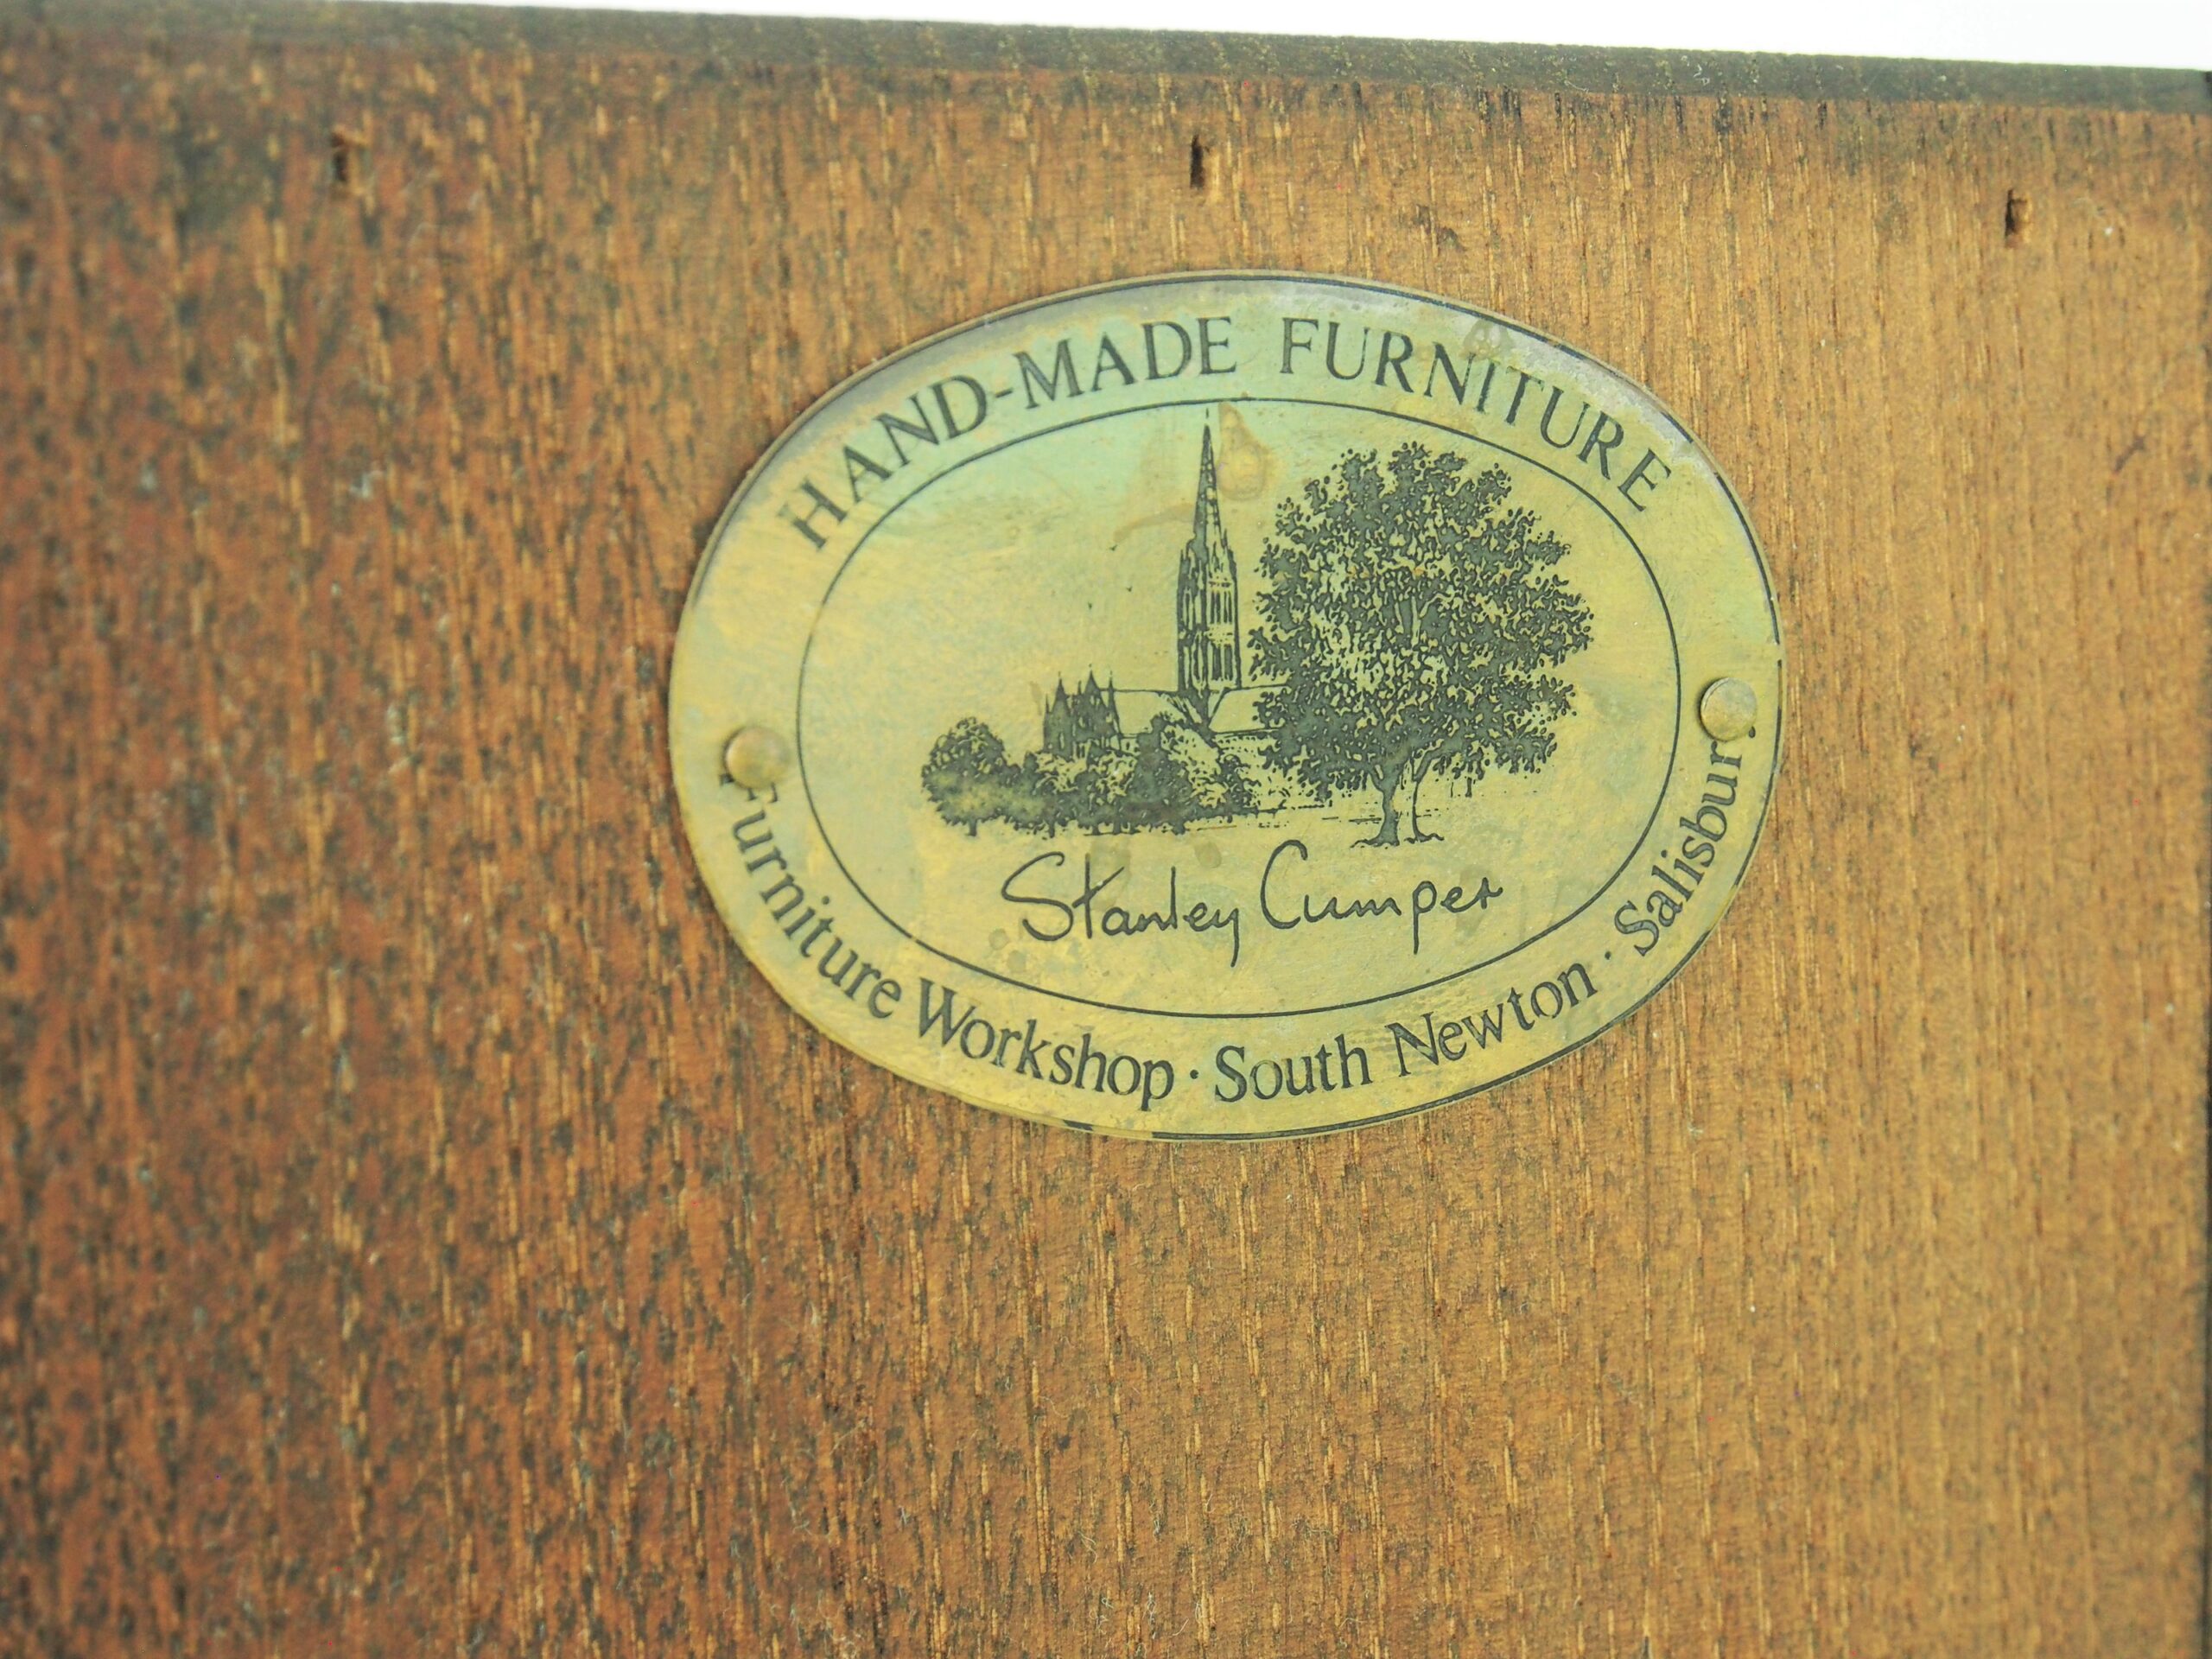 HAND-MADE FURNITURE
Stanley Cumper
Furniture Workshop · South Newton · Salisbury